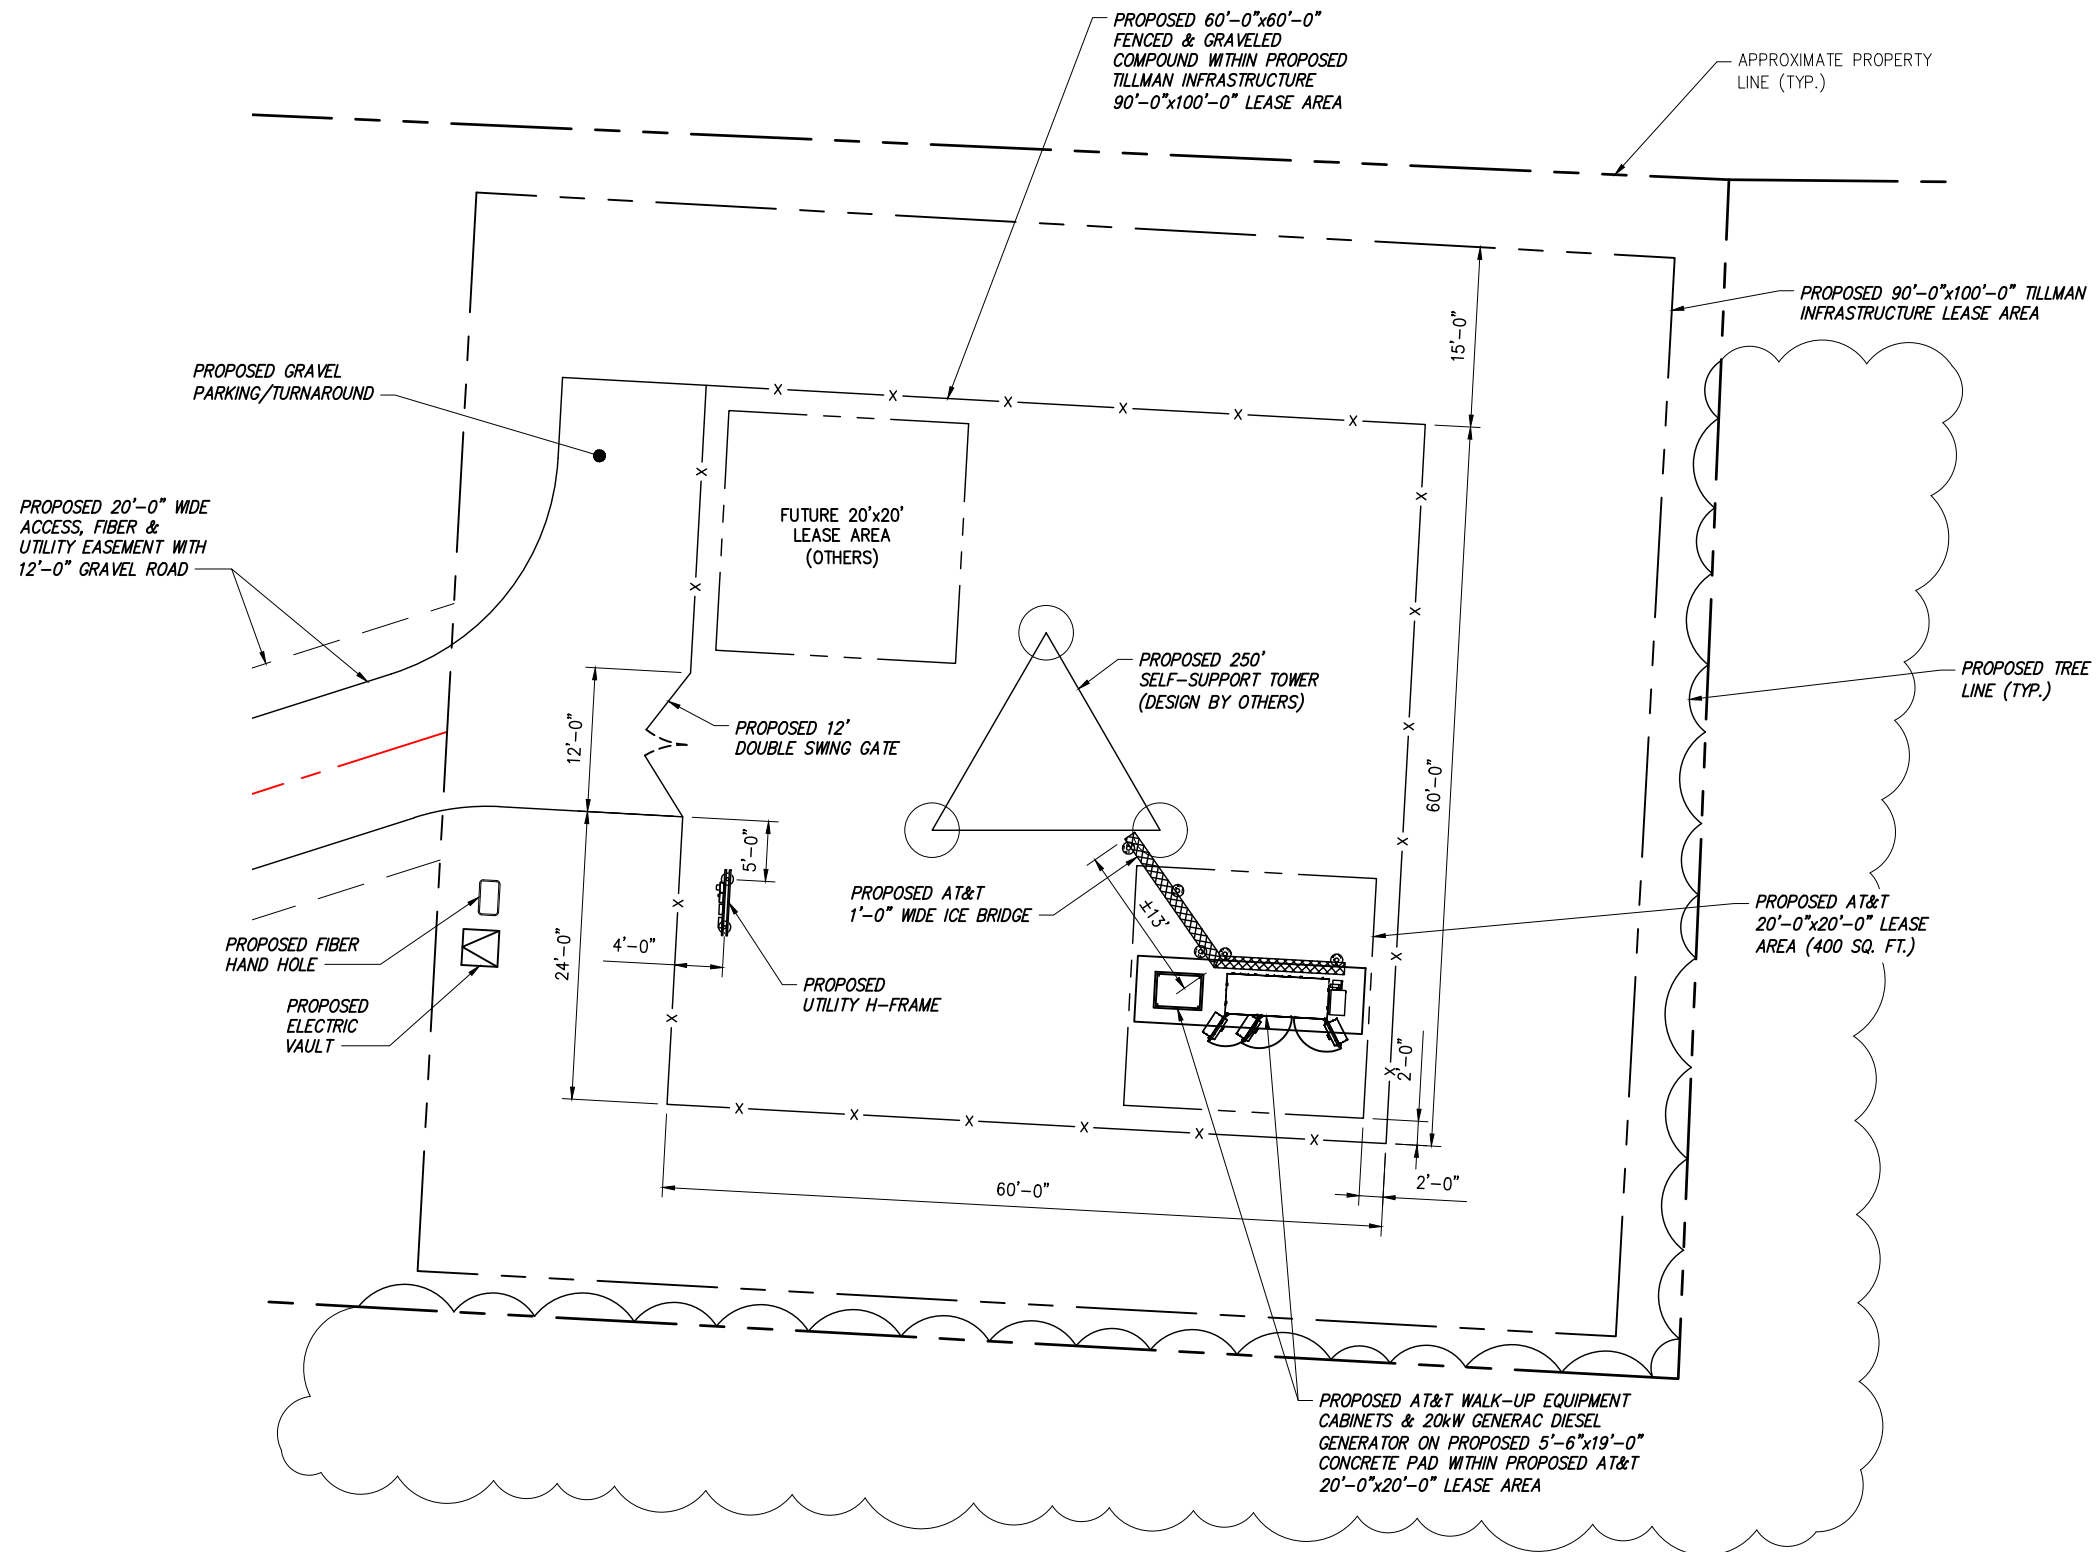 PROPOSED 60'-0"x60'-0"
FENCED & GRAVELED
COMPOUND WITHIN PROPOSED
TILLMAN INFRASTRUCTURE
90'-0"x100'-0" LEASE AREA
APPROXIMATE PROPERTY
LINE (TYP.)
PROPOSED 90'-0"x100'-0" TILLMAN
INFRASTRUCTURE LEASE AREA
15'-0"
PROPOSED GRAVEL
PARKING/TURNAROUND
PROPOSED 20'-0" WIDE
ACCESS, FIBER &
UTILITY EASEMENT WITH
12'-0" GRAVEL ROAD
FUTURE 20'x20'
LEASE AREA
(OTHERS)
PROPOSED 250'
SELF-SUPPORT TOWER
(DESIGN BY OTHERS)
PROPOSED TREE
LINE (TYP.)
12'-0"
PROPOSED 12'
DOUBLE SWING GATE
60'-0"
5'-0"
PROPOSED AT&T
1'-0" WIDE ICE BRIDGE
±13'
PROPOSED AT&T
20'-0"x20'-0" LEASE
AREA (400 SQ. FT.)
PROPOSED FIBER
HAND HOLE
4'-0"
24'-0"
PROPOSED
UTILITY H-FRAME
PROPOSED
ELECTRIC
VAULT
2'-0"
60'-0"
2'-0"
PROPOSED AT&T WALK-UP EQUIPMENT
CABINETS & 20kW GENERAC DIESEL
GENERATOR ON PROPOSED 5'-6"x19'-0"
CONCRETE PAD WITHIN PROPOSED AT&T
20'-0"x20'-0" LEASE AREA